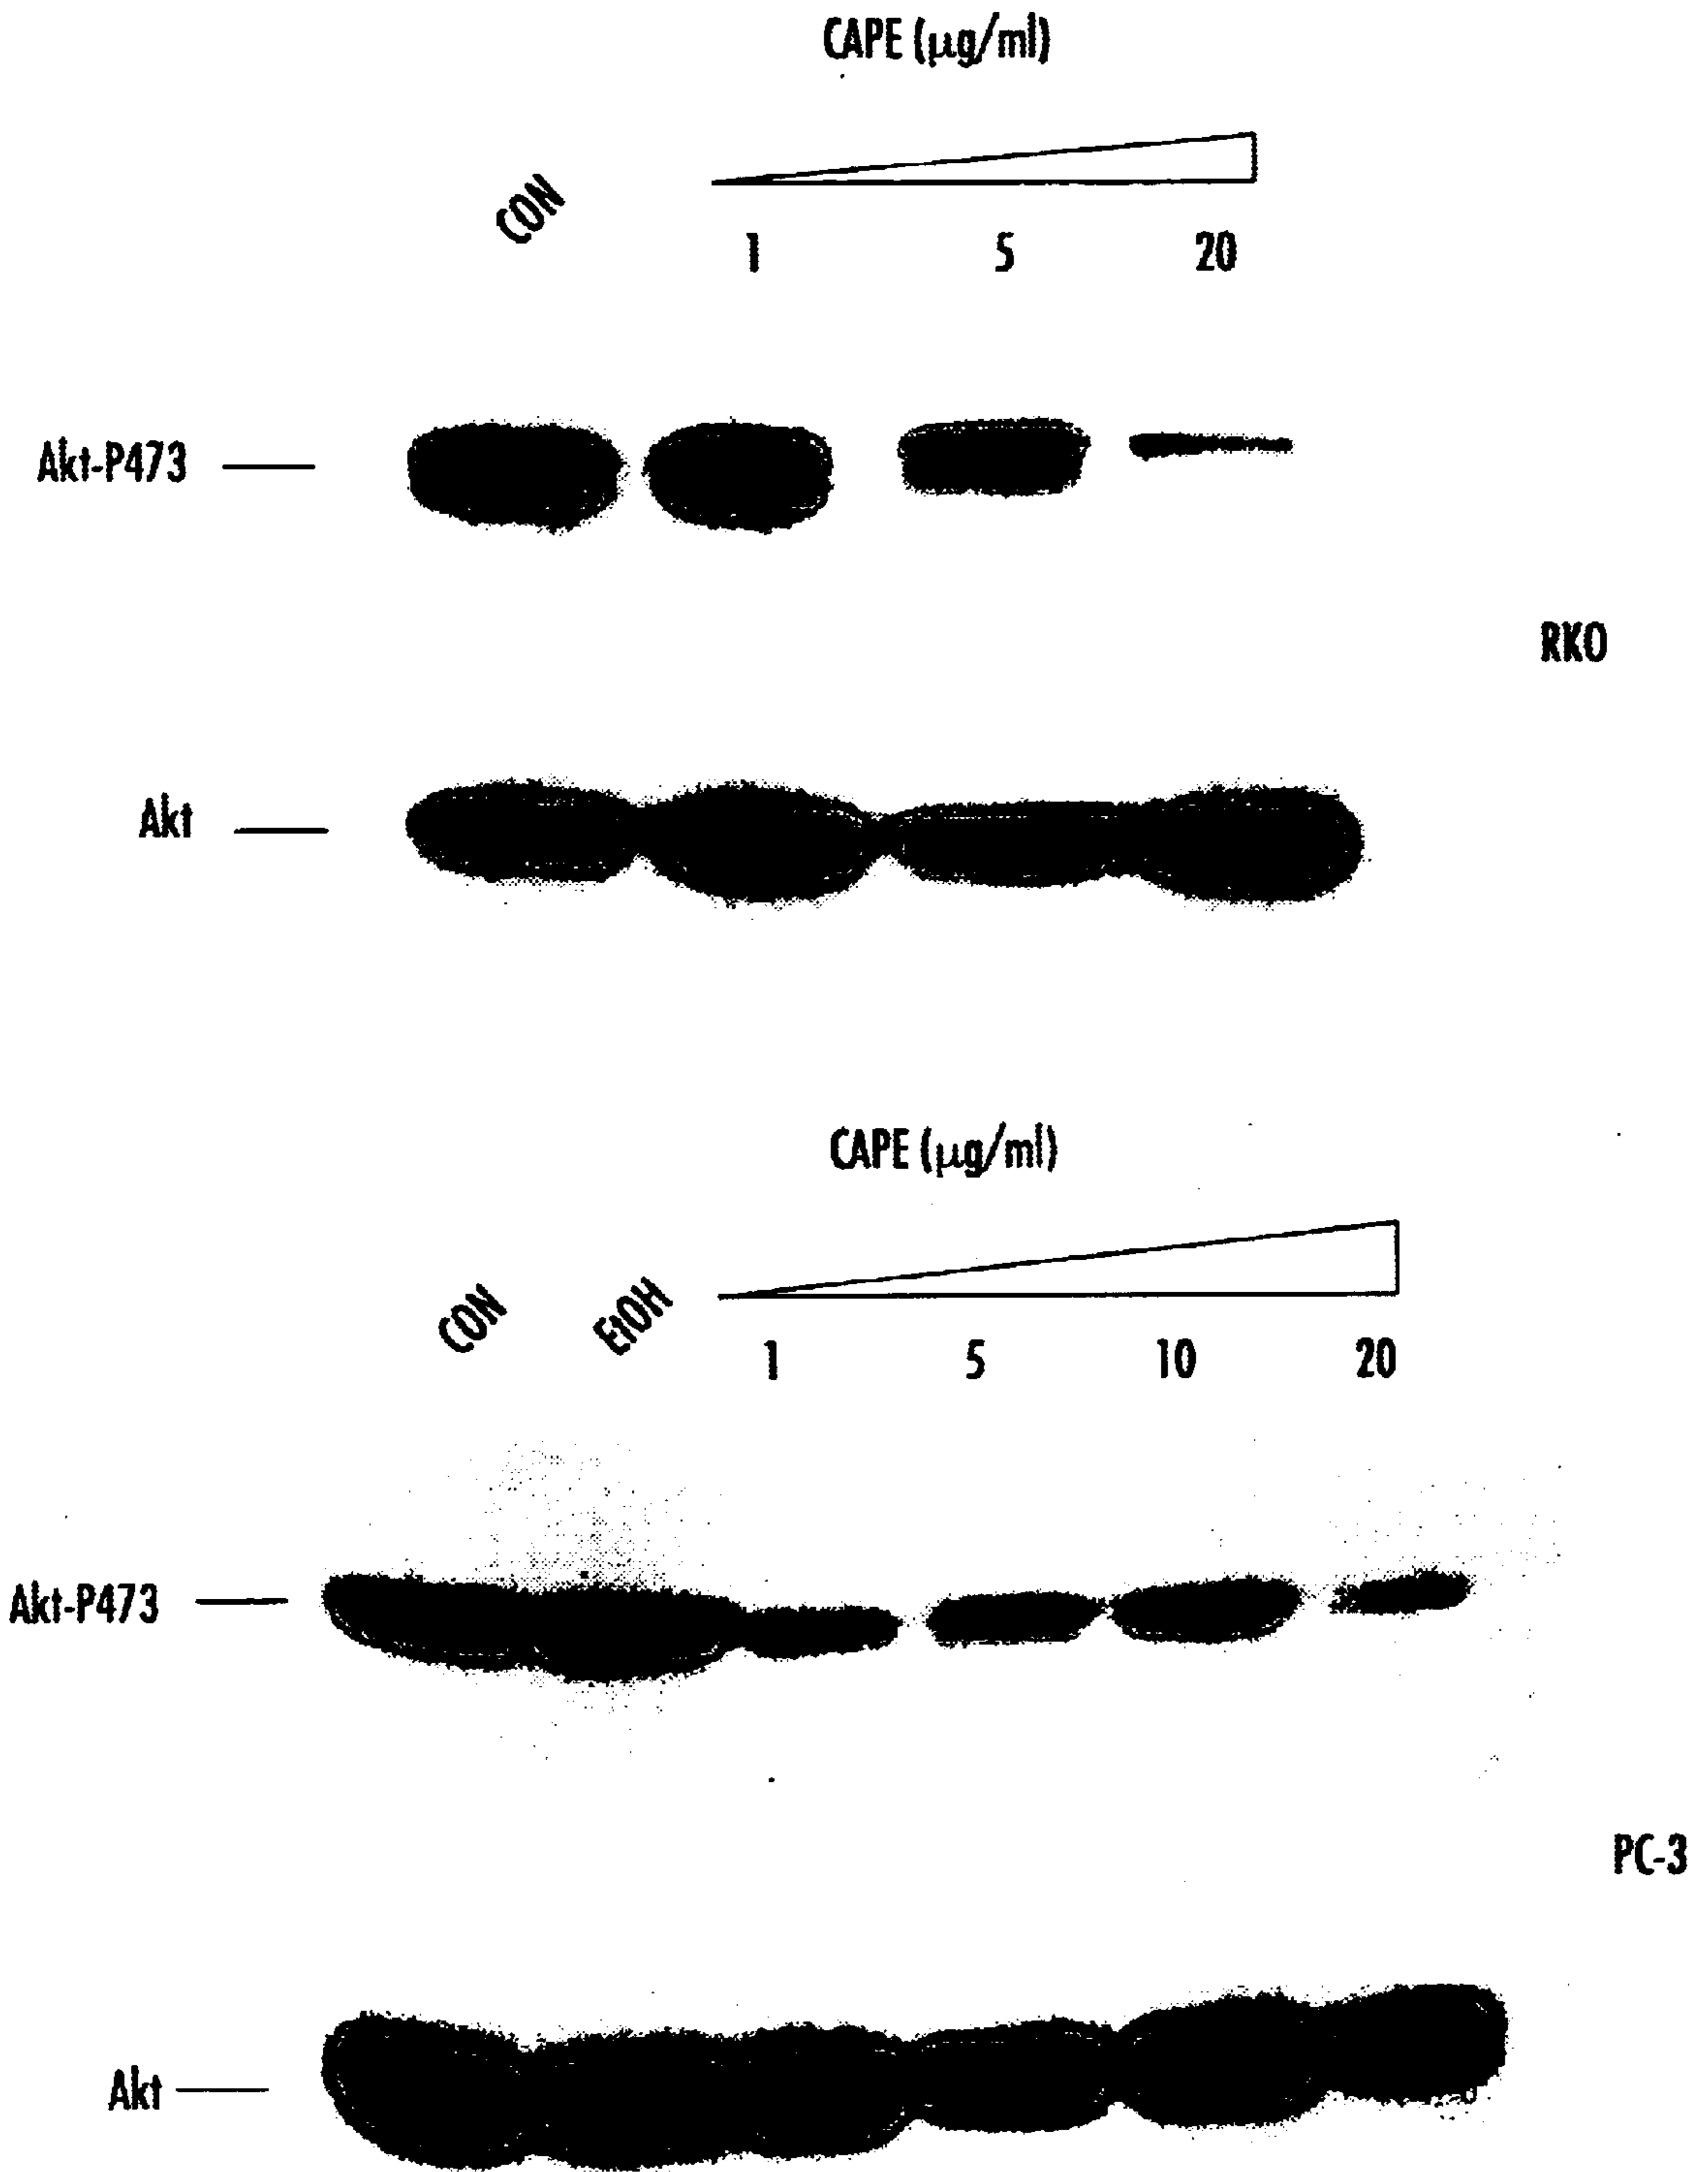 CAPE (µg/ml)
CON
1 5 20
Akt-P473
RKO
Akt
CAPE (µg/ml)
CON EtOH
1 5 10 20
Akt-P473
PC-3
Akt